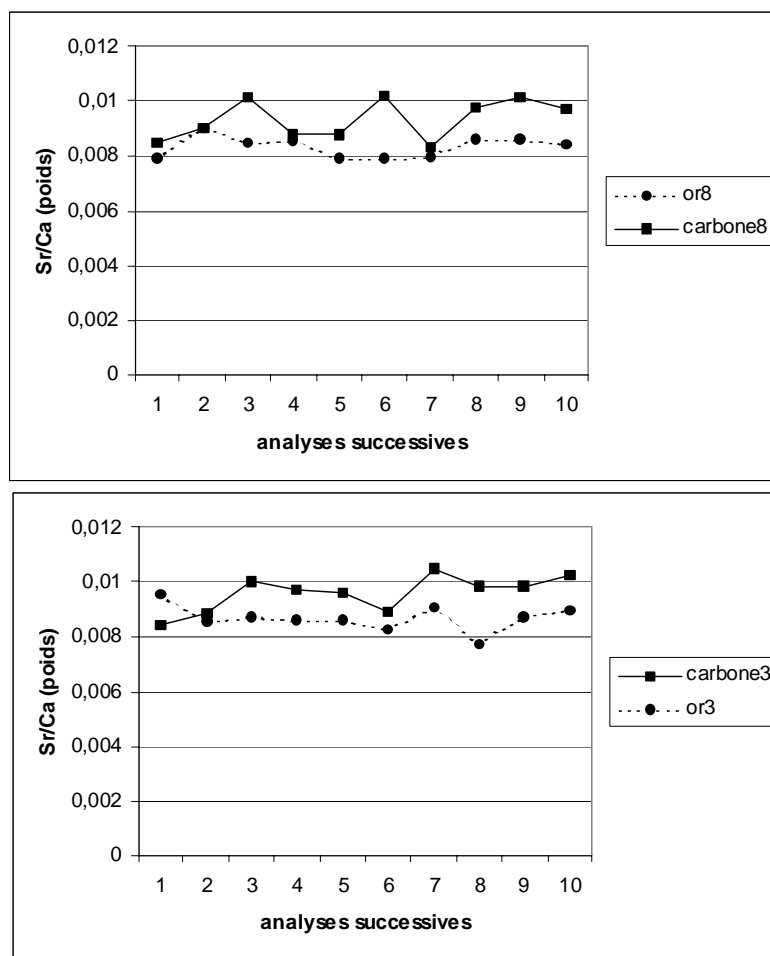 0,012
0,01
0,008
0,006
0,004
0,002
0
Sr/Ca (poids)
1 2 3 4 5 6 7 8 9 10
analyses successives
or8
carbone8
0,012
0,01
0,008
0,006
0,004
0,002
0
Sr/Ca (poids)
1 2 3 4 5 6 7 8 9 10
analyses successives
carbone3
or3